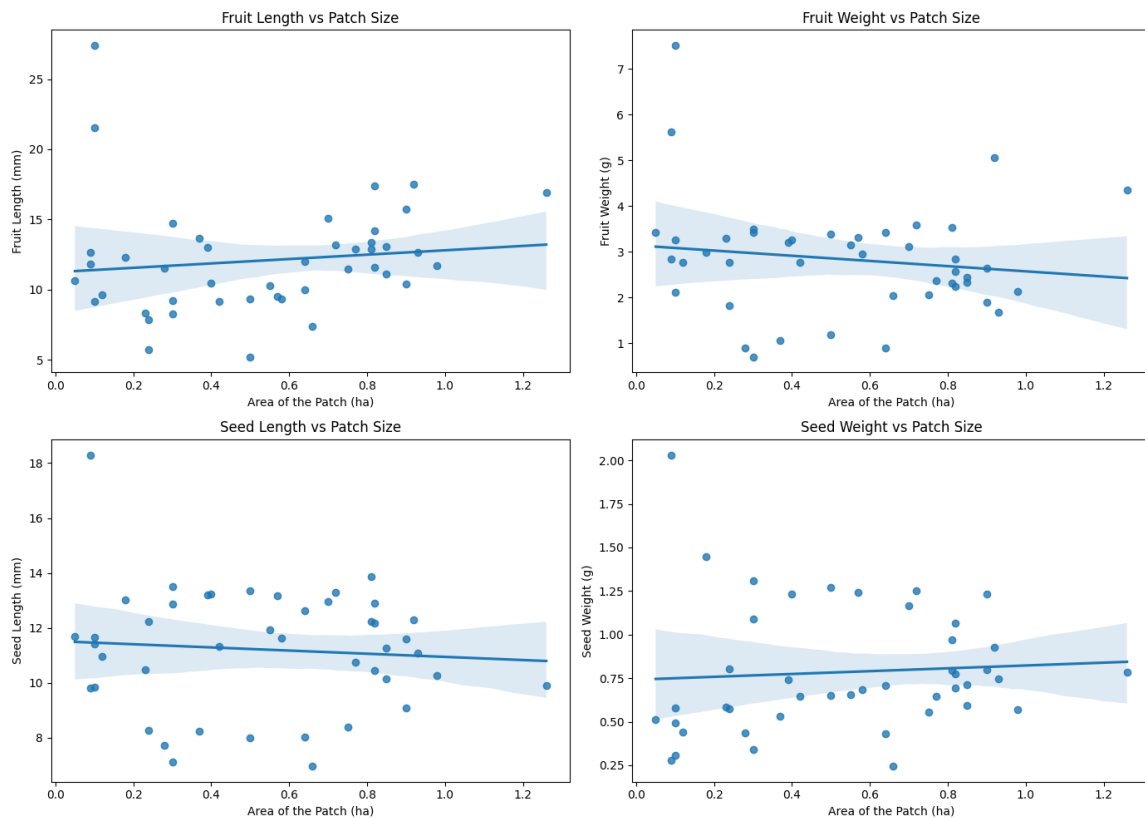 Fruit Length vs Patch Size
Fruit Length (mm)
25
20
15
10
5
0.0 0.2 0.4 0.6 0.8 1.0 1.2
Area of the Patch (ha)
Fruit Weight vs Patch Size
Fruit Weight (g)
7
6
5
4
3
2
1
0.0 0.2 0.4 0.6 0.8 1.0 1.2
Area of the Patch (ha)
Seed Length vs Patch Size
Seed Length (mm)
18
16
14
12
10
8
0.0 0.2 0.4 0.6 0.8 1.0 1.2
Area of the Patch (ha)
Seed Weight vs Patch Size
Seed Weight (g)
2.00
1.75
1.50
1.25
1.00
0.75
0.50
0.25
0.0 0.2 0.4 0.6 0.8 1.0 1.2
Area of the Patch (ha)